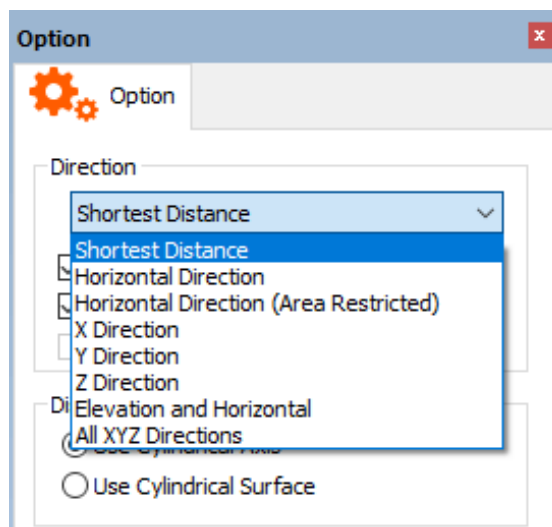 Option
Option
Direction
Shortest Distance
Shortest Distance
Horizontal Direction
Horizontal Direction (Area Restricted)
X Direction
Y Direction
Z Direction
Elevation and Horizontal
All XYZ Directions
Use Cylindrical Surface